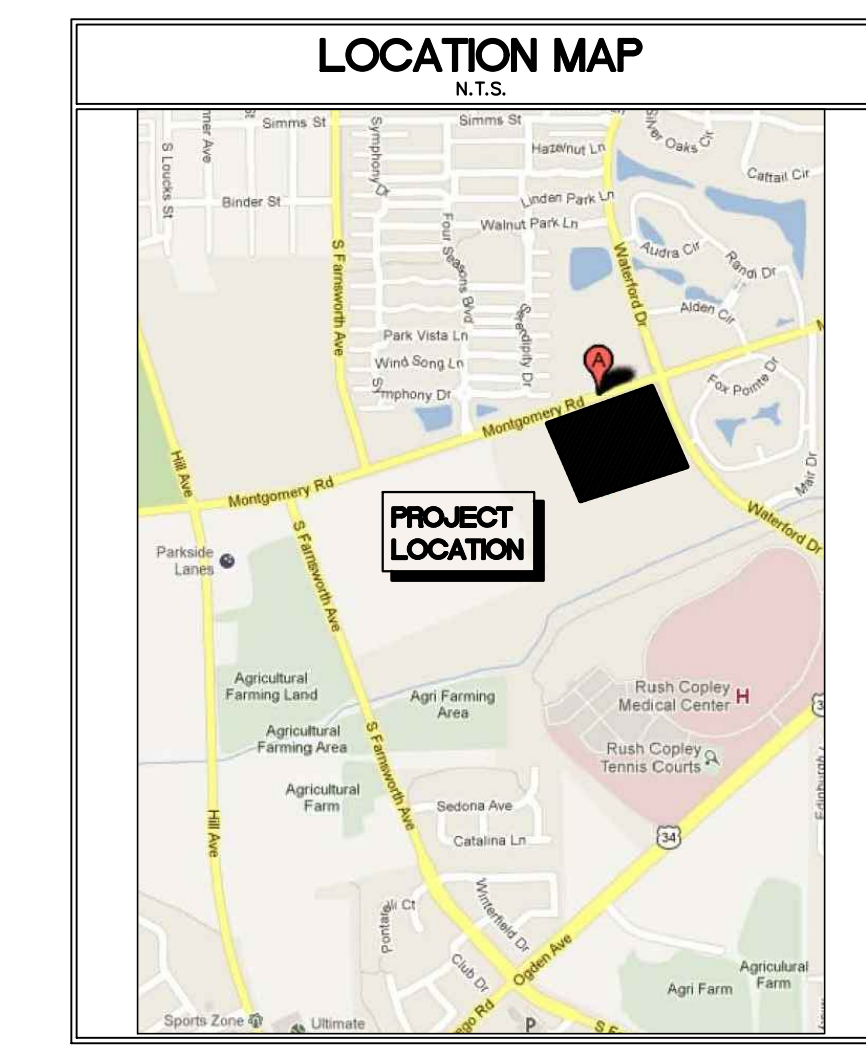 LOCATION MAP
N.T.S.
Simms St
Simms St
S Loucks St
Symphony Dr
Hazelnut Ln
Silver Oaks Cir
Cattail Cir
Binder St
Linden Park Ln
Walnut Park Ln
Four Seasons Blvd
S Farnsworth Ave
Waterford Dr
Audra Cir
Randi Dr
Alden Cir
Serendipity Dr
Park Vista Ln
Wind Song Ln
Symphony Dr
A
Fox Pointe Dr
Montgomery Rd
Mair Dr
Hill Ave
Montgomery Rd
Waterford Dr
PROJECT
LOCATION
S Farnsworth Ave
Parkside
Lanes
Agricultural
Farming Land
Agri Farming
Area
Rush Copley
Medical Center
H
Agricultural
Farming Area
S Farnsworth Ave
Rush Copley
Tennis Courts
Agricultural
Farm
Hill Ave
Sedona Ave
Catalina Ln
34
Winterfield Dr
Club Dr
Ogden Ave
Agri Farm
Agriculural
Farm
Sports Zone
Ultimate
P